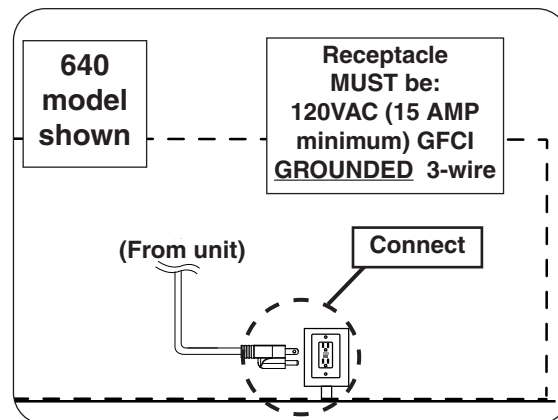 640
model
shown
Receptacle
MUST be:
120VAC (15 AMP
minimum) GFCI
GROUNDED 3-wire
(From unit)
Connect